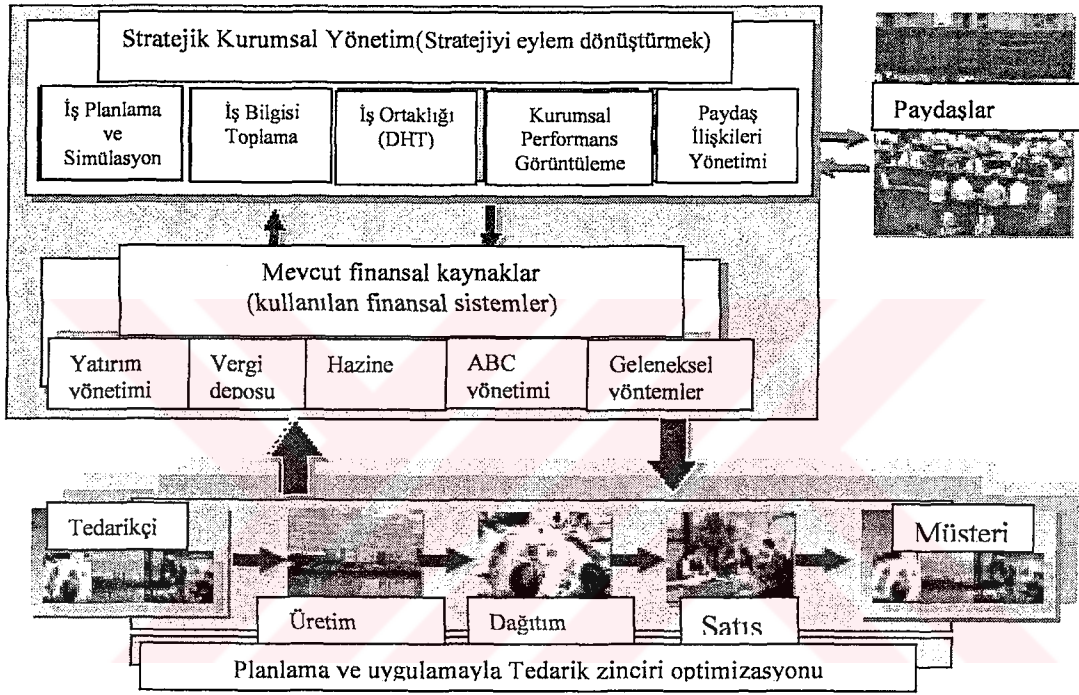 Stratejik Kurumsal Yönetim(Stratejiyi eylem dönüştürmek)
İş Planlama
ve
Simülasyon
İş Bilgisi
Toplama
İş Ortaklığı
(DHT)
Kurumsal
Performans
Görüntüleme
Paydaş
İlişkileri
Yönetimi
Paydaşlar
Mevcut finansal kaynaklar
(kullanılan finansal sistemler)
Yatırım
yönetimi
Vergi
deposu
Hazine
ABC
yönetimi
Geleneksel
yöntemler
Tedarikçi
Müsteri
Üretim
Dağıtım
Satıs
Planlama ve uygulamayla Tedarik zinciri optimizasyonu